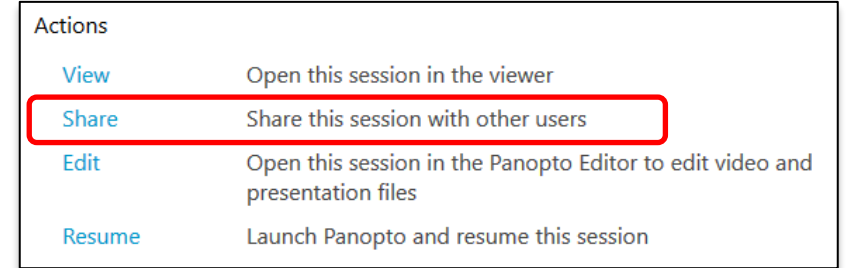 Actions
View Open this session in the viewer
Share Share this session with other users
Edit Open this session in the Panopto Editor to edit video and
presentation files
Resume Launch Panopto and resume this session